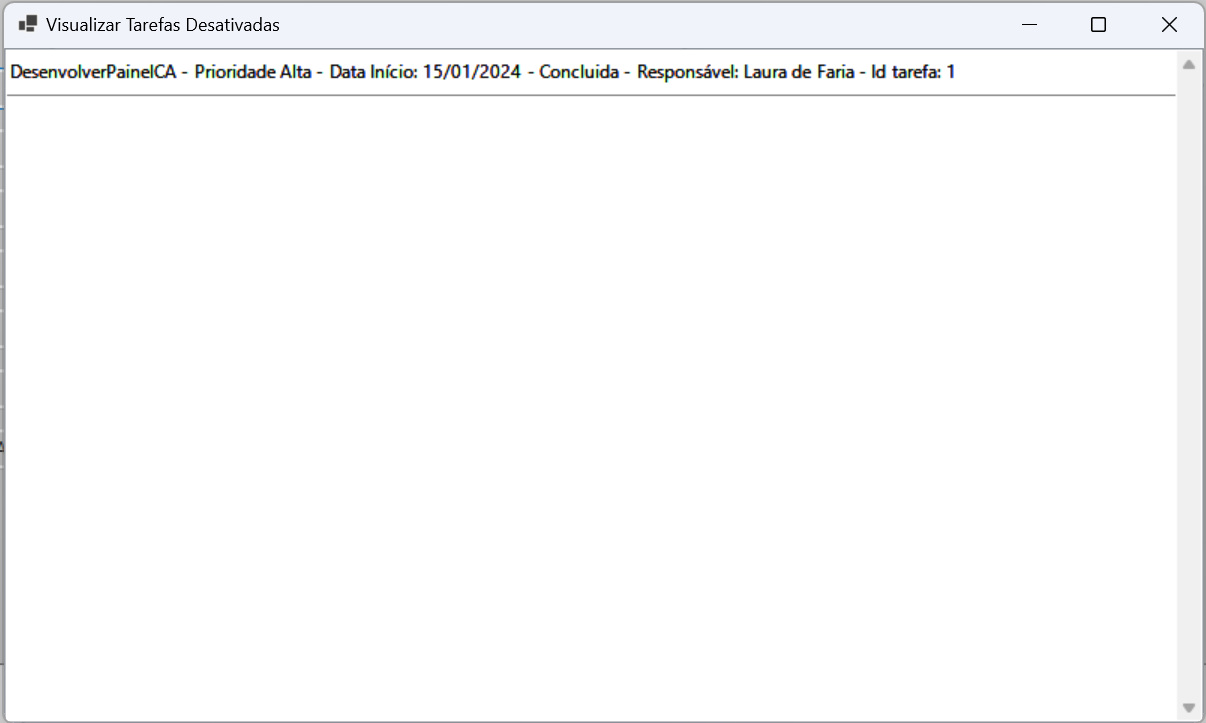 Visualizar Tarefas Desativadas
DesenvolverPainelCA - Prioridade Alta - Data Início: 15/01/2024 - Concluida - Responsável: Laura de Faria - Id tarefa: 1